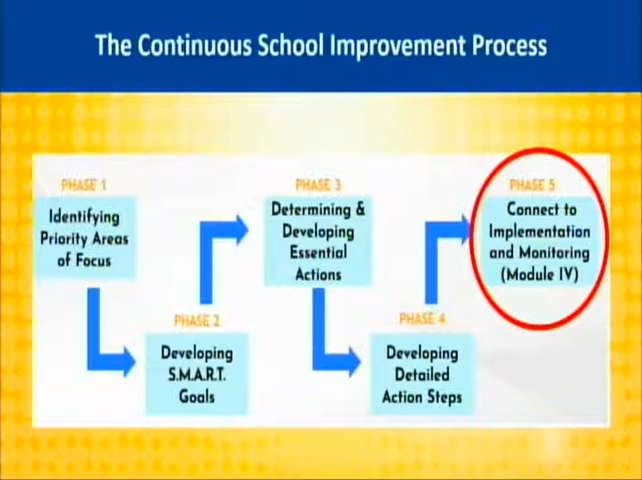 The Continuous School Improvement Process
PHASE 1
Identifying
Priority Areas
of Focus
PHASE 2
Developing
S.M.A.R.T.
Goals
PHASE 3
Determining &
Developing
Essential
Actions
PHASE 4
Developing
Detailed
Action Steps
PHASE 5
Connect to
Implementation
and Monitoring
(Module IV)